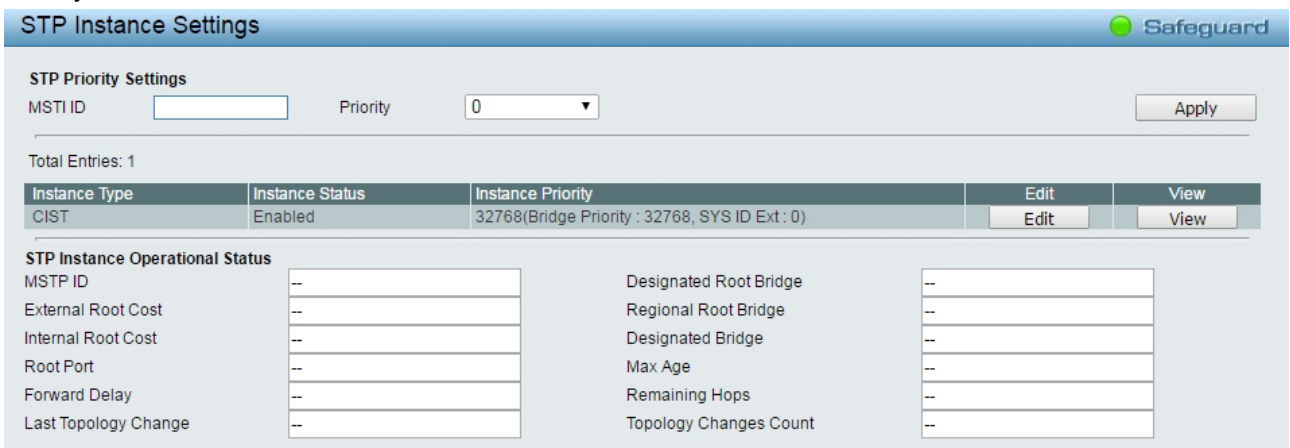 STP Instance Settings Safeguard
STP Priority Settings
MSTI ID Priority 0 Apply
Total Entries: 1
Instance Type Instance Status Instance Priority Edit View
CIST Enabled 32768(Bridge Priority : 32768, SYS ID Ext : 0) Edit View
STP Instance Operational Status
MSTP ID -- Designated Root Bridge --
External Root Cost -- Regional Root Bridge --
Internal Root Cost -- Designated Bridge --
Root Port -- Max Age --
Forward Delay -- Remaining Hops --
Last Topology Change -- Topology Changes Count --